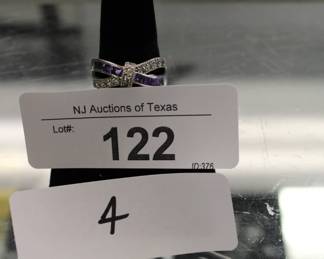 NJ Auctions of Texas
Lot#:
122
ID:376
4